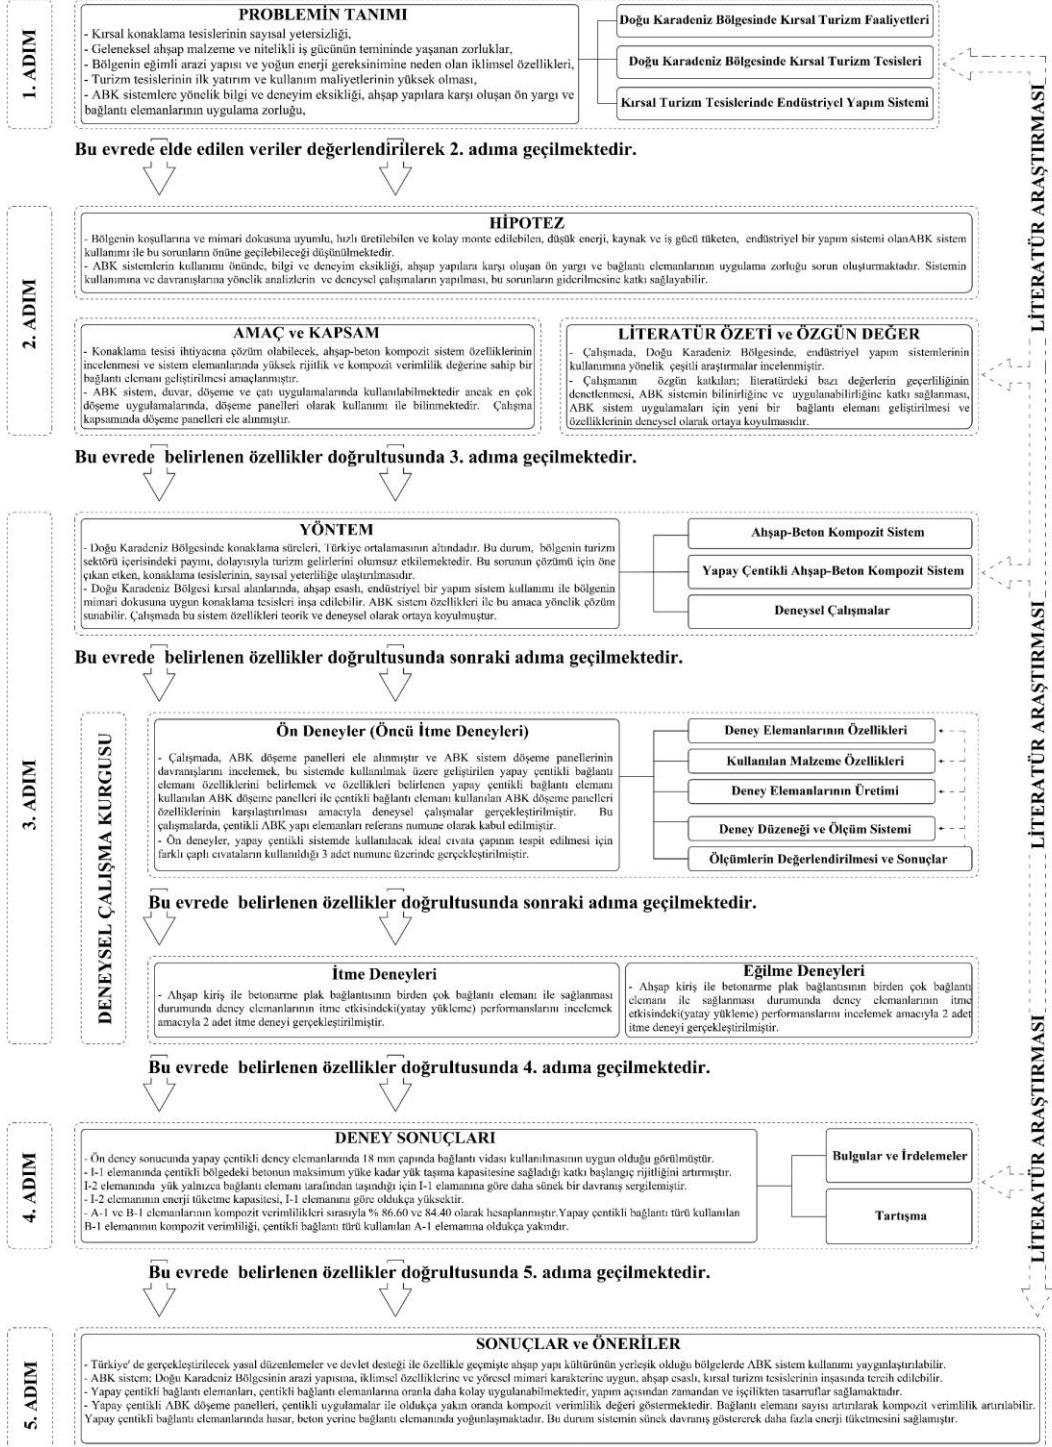 1. ADIM
PROBLEMİN TANIMI
- Kırsal konaklama tesislerinin sayısal yetersizliği,
- Geleneksel ahşap malzeme ve nitelikli iş gücünün temininde yaşanan zorluklar,
- Bölgenin eğimli arazi yapısı ve yoğun enerji gereksinimine neden olan iklimsel özellikleri,
- Turizm tesislerinin ilk yatırım ve kullanım maliyetlerinin yüksek olması,
- ABK sistemlere yönelik bilgi ve deneyim eksikliği, ahşap yapılara karşı oluşan ön yargı ve
bağlantı elemanlarının uygulama zorluğu,
Doğu Karadeniz Bölgesinde Kırsal Turizm Faaliyetleri
Doğu Karadeniz Bölgesinde Kırsal Turizm Tesisleri
Kırsal Turizm Tesislerinde Endüstriyel Yapım Sistemi
Bu evrede elde edilen veriler değerlendirilerek 2. adıma geçilmektedir.
LİTERATÜR ARAŞTIRMASI
2. ADIM
HİPOTEZ
- Bölgenin koşullarına ve mimari dokusuna uyumlu, hızlı üretilebilen ve kolay monte edilebilen, düşük enerji, kaynak ve iş gücü tüketen, endüstriyel bir yapım sistemi olanABK sistem
kullanımı ile bu sorunların önüne geçilebileceği düşünülmektedir.
- ABK sistemlerin kullanımı önünde, bilgi ve deneyim eksikliği, ahşap yapılara karşı oluşan ön yargı ve bağlantı elemanlarının uygulama zorluğu sorun oluşturmaktadır. Sistemin
kullanımına ve davranışlarına yönelik analizlerin ve deneysel çalışmaların yapılması, bu sorunların giderilmesine katkı sağlayabilir.
AMAÇ ve KAPSAM
- Konaklama tesisi ihtiyacına çözüm olabilecek, ahşap-beton kompozit sistem özelliklerinin
incelenmesi ve sistem elemanlarında yüksek rijitlik ve kompozit verimlilik değerine sahip bir
bağlantı elemanı geliştirilmesi amaçlanmıştır.
- ABK sistem, duvar, döşeme ve çatı uygulamalarında kullanılabilmektedir ancak en çok
döşeme uygulamalarında, döşeme panelleri olarak kullanımı ile bilinmektedir. Çalışma
kapsamında döşeme panelleri ele alınmıştır.
LİTERATÜR ÖZETİ ve ÖZGÜN DEĞER
- Çalışmada, Doğu Karadeniz Bölgesinde, endüstriyel yapım sistemlerinin
kullanımına yönelik çeşitli araştırmalar incelenmiştir.
- Çalışmanın özgün katkıları; literatürdeki bazı değerlerin geçerliliğinin
denetlenmesi, ABK sistemin bilinirliğine ve uygulanabilirliğine katkı sağlanması,
ABK sistem uygulamaları için yeni bir bağlantı elemanı geliştirilmesi ve
özelliklerinin deneysel olarak ortaya koyulmasıdır.
Bu evrede belirlenen özellikler doğrultusunda 3. adıma geçilmektedir.
3. ADIM
YÖNTEM
- Doğu Karadeniz Bölgesinde konaklama süreleri, Türkiye ortalamasının altındadır. Bu durum, bölgenin turizm
sektörü içerisindeki payını, dolayısıyla turizm gelirlerini olumsuz etkilemektedir. Bu sorunun çözümü için öne
çıkan etken, konaklama tesislerinin, sayısal yeterliliğe ulaştırılmasıdır.
- Doğu Karadeniz Bölgesi kırsal alanlarında, ahşap esaslı, endüstriyel bir yapım sistem kullanımı ile bölgenin
mimari dokusuna uygun konaklama tesisleri inşa edilebilir. ABK sistem özellikleri ile bu amaca yönelik çözüm
sunabilir. Çalışmada bu sistem özellikleri teorik ve deneysel olarak ortaya koyulmuştur.
Ahşap-Beton Kompozit Sistem
Yapay Çentikli Ahşap-Beton Kompozit Sistem
Deneysel Çalışmalar
Bu evrede belirlenen özellikler doğrultusunda sonraki adıma geçilmektedir.
LİTERATÜR ARAŞTIRMASI
DENEYSEL ÇALIŞMA KURGUSU
Ön Deneyler (Öncü İtme Deneyleri)
- Çalışmada, ABK döşeme panelleri ele alınmıştır ve ABK sistem döşeme panellerinin
davranışlarını incelemek, bu sistemde kullanılmak üzere geliştirilen yapay çentikli bağlantı
elemanı özelliklerini belirlemek ve özellikleri belirlenen yapay çentikli bağlantı elemanı
kullanılan ABK döşeme panelleri ile çentikli bağlantı elemanı kullanılan ABK döşeme panelleri
özelliklerinin karşılaştırılması amacıyla deneysel çalışmalar gerçekleştirilmiştir. Bu
çalışmalarda, çentikli ABK yapı elemanları referans numune olarak kabul edilmiştir.
- Ön deneyler, yapay çentikli sistemde kullanılacak ideal cıvata çapının tespit edilmesi için
farklı çaplı cıvataların kullanıldığı 3 adet numune üzerinde gerçekleştirilmiştir.
Deney Elemanlarının Özellikleri
Kullanılan Malzeme Özellikleri
Deney Elemanlarının Üretimi
Deney Düzeneği ve Ölçüm Sistemi
Ölçümlerin Değerlendirilmesi ve Sonuçlar
Bu evrede belirlenen özellikler doğrultusunda sonraki adıma geçilmektedir.
İtme Deneyleri
- Ahşap kiriş ile betonarme plak bağlantısının birden çok bağlantı elemanı ile sağlanması
durumunda deney elemanlarının itme etkisindeki(yatay yükleme) performanslarını incelemek
amacıyla 2 adet itme deneyi gerçekleştirilmiştir.
Eğilme Deneyleri
- Ahşap kiriş ile betonarme plak bağlantısının birden çok bağlantı
elemanı ile sağlanması durumunda deney elemanlarının itme
etkisindeki(yatay yükleme) performanslarını incelemek amacıyla 2 adet
itme deneyi gerçekleştirilmiştir.
Bu evrede belirlenen özellikler doğrultusunda 4. adıma geçilmektedir.
LİTERATÜR ARAŞTIRMASI
4. ADIM
DENEY SONUÇLARI
- Ön deney sonucunda yapay çentikli deney elemanlarında 18 mm çapında bağlantı vidası kullanılmasının uygun olduğu görülmüştür.
- I-1 elemanında çentikli bölgedeki betonun maksimum yüke kadar yük taşıma kapasitesine sağladığı katkı başlangıç rijitliğini artırmıştır.
I-2 elemanında yük yalnızca bağlantı elemanı tarafından taşındığı için I-1 elamanına göre daha sünek bir davranış sergilemiştir.
- I-2 elemanının enerji tüketme kapasitesi, I-1 elemanına göre oldukça yüksektir.
- A-1 ve B-1 elemanlarının kompozit verimlilikleri sırasıyla % 86.60 ve 84.40 olarak hesaplanmıştır.Yapay çentikli bağlantı türü kullanılan
B-1 elemanının kompozit verimliliği, çentikli bağlantı türü kullanılan A-1 elemanına oldukça yakındır.
Bulgular ve İrdelemeler
Tartışma
Bu evrede belirlenen özellikler doğrultusunda 5. adıma geçilmektedir.
5. ADIM
SONUÇLAR ve ÖNERİLER
- Türkiye' de gerçekleştirilecek yasal düzenlemeler ve devlet desteği ile özellikle geçmişte ahşap yapı kültürünün yerleşik olduğu bölgelerde ABK sistem kullanımı yaygınlaştırılabilir.
- ABK sistem; Doğu Karadeniz Bölgesinin arazi yapısına, iklimsel özelliklerine ve yöresel mimari karakterine uygun, ahşap esaslı, kırsal turizm tesislerinin inşasında tercih edilebilir.
- Yapay çentikli bağlantı elemanları, çentikli bağlantı elemanlarına oranla daha kolay uygulanabilmektedir, yapım açısından zamandan ve işçilikten tasarruflar sağlamaktadır.
- Yapay çentikli ABK döşeme panelleri, çentikli uygulamalar ile oldukça yakın oranda kompozit verimlilik değeri göstermektedir. Bağlantı elemanı sayısı artırılarak kompozit verimlilik artırılabilir.
Yapay çentikli bağlantı elemanlarında hasar, beton yerine bağlantı elemanında yoğunlaşmaktadır. Bu durum sistemin sünek davranış göstererek daha fazla enerji tüketmesini sağlamıştır.